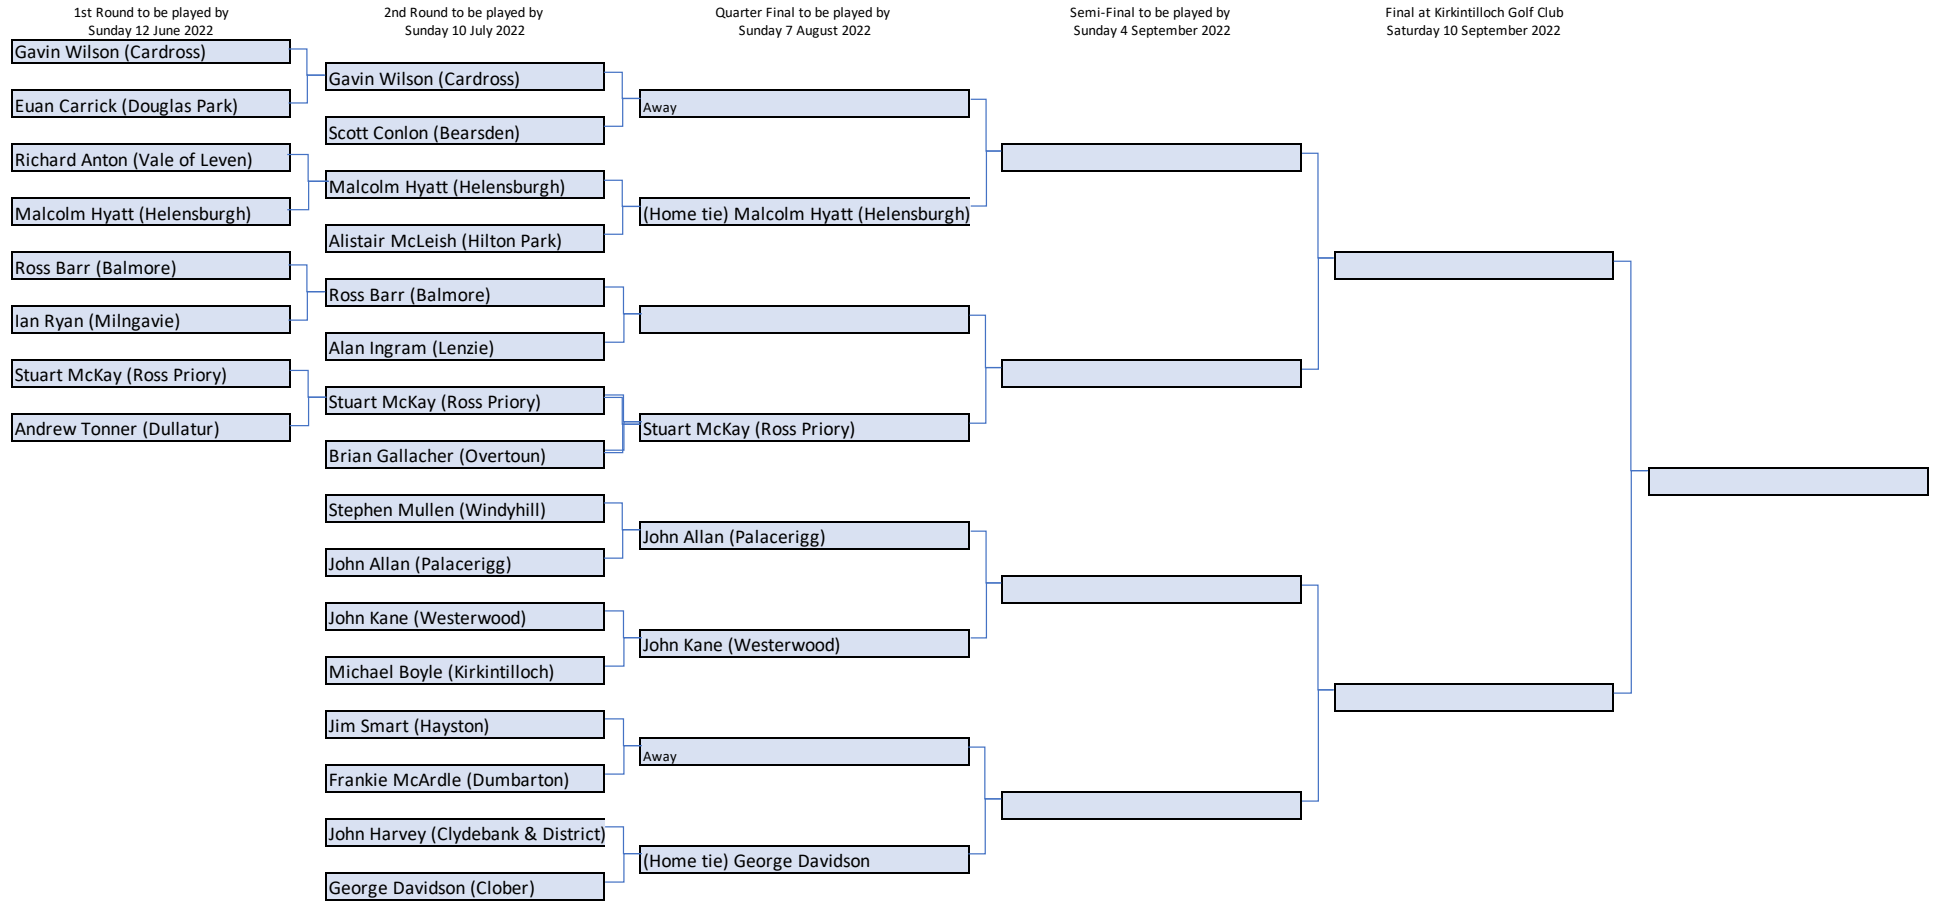 1st Round to be played by
Sunday 12 June 2022
2nd Round to be played by
Sunday 10 July 2022
Quarter Final to be played by
Sunday 7 August 2022
Semi-Final to be played by
Sunday 4 September 2022
Final at Kirkintilloch Golf Club
Saturday 10 September 2022
Gavin Wilson (Cardross)
Euan Carrick (Douglas Park)
Richard Anton (Vale of Leven)
Malcolm Hyatt (Helensburgh)
Ross Barr (Balmore)
Ian Ryan (Milngavie)
Stuart McKay (Ross Priory)
Andrew Tonner (Dullatur)
Gavin Wilson (Cardross)
Scott Conlon (Bearsden)
Malcolm Hyatt (Helensburgh)
Alistair McLeish (Hilton Park)
Ross Barr (Balmore)
Alan Ingram (Lenzie)
Stuart McKay (Ross Priory)
Brian Gallacher (Overtoun)
Stephen Mullen (Windyhill)
John Allan (Palacerigg)
John Kane (Westerwood)
Michael Boyle (Kirkintilloch)
Jim Smart (Hayston)
Frankie McArdle (Dumbarton)
John Harvey (Clydebank & District)
George Davidson (Clober)
Away
(Home tie) Malcolm Hyatt (Helensburgh)
Stuart McKay (Ross Priory)
John Allan (Palacerigg)
John Kane (Westerwood)
Away
(Home tie) George Davidson